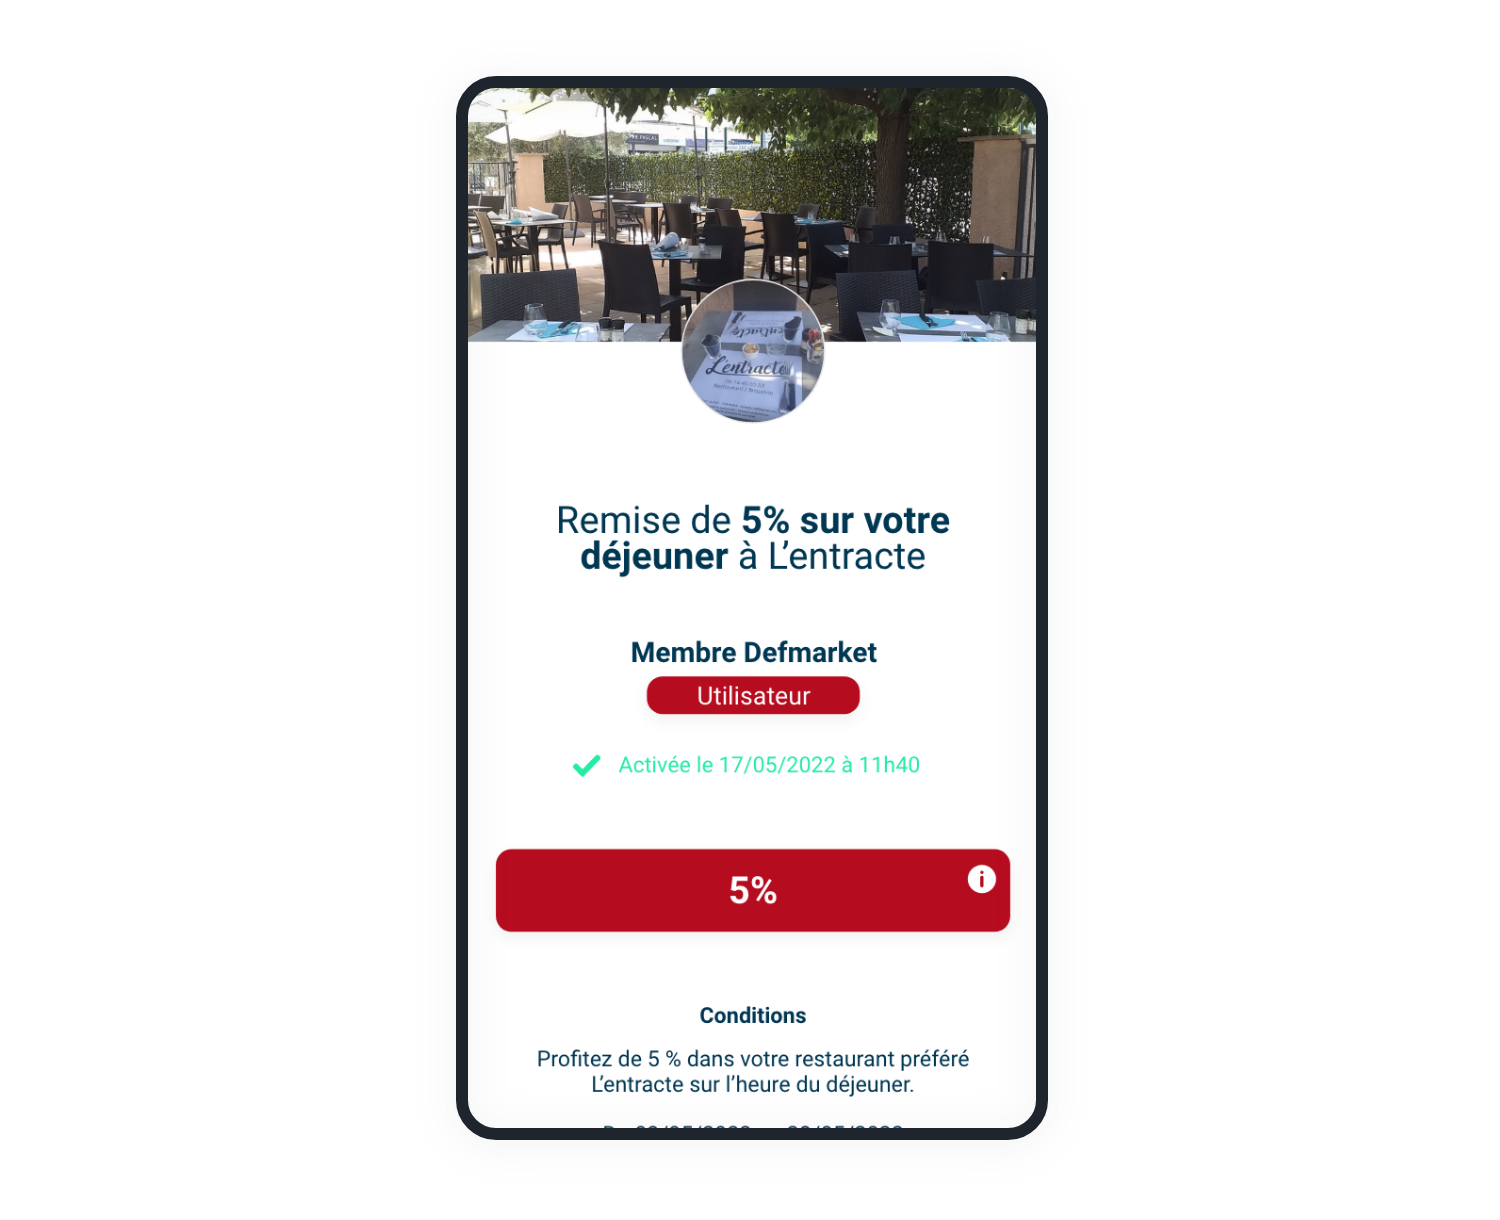 L'entracte
Remise de 5% sur votre
déjeuner à L’entracte
Membre Defmarket
Utilisateur
Activée le 17/05/2022 à 11h40
5%
Conditions
Profitez de 5 % dans votre restaurant préféré
L’entracte sur l’heure du déjeuner.